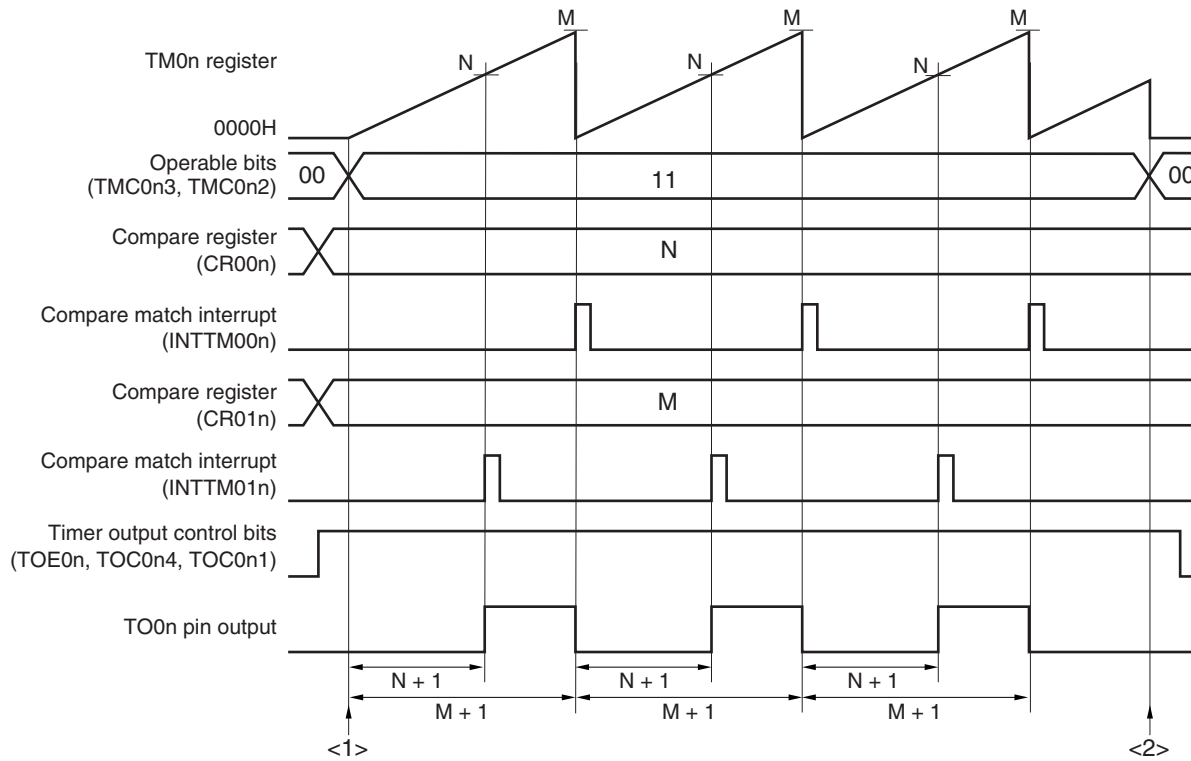 M M M
TM0n register
N N N
0000H
Operable bits
(TMC0n3, TMC0n2)
00 11 00
Compare register
(CR00n)
N
Compare match interrupt
(INTTM00n)
Compare register
(CR01n)
M
Compare match interrupt
(INTTM01n)
Timer output control bits
(TOE0n, TOC0n4, TOC0n1)
TO0n pin output
N + 1 N + 1 N + 1
M + 1 M + 1 M + 1
<1> <2>